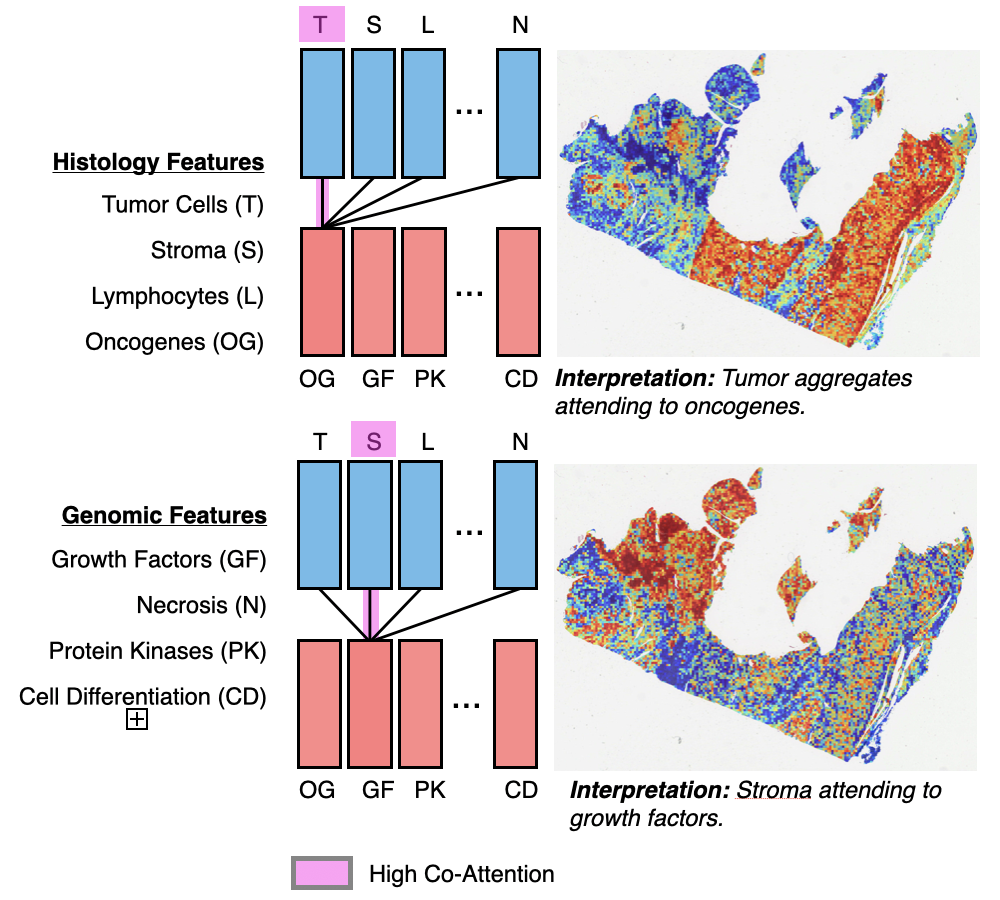 T S L N
...
Histology Features
Tumor Cells (T)
Stroma (S)
Lymphocytes (L)
Oncogenes (OG)
...
OG GF PK CD
Interpretation: Tumor aggregates
attending to oncogenes.
T S L N
...
Genomic Features
Growth Factors (GF)
Necrosis (N)
Protein Kinases (PK)
Cell Differentiation (CD)
...
OG GF PK CD
Interpretation: Stroma attending to
growth factors.
High Co-Attention